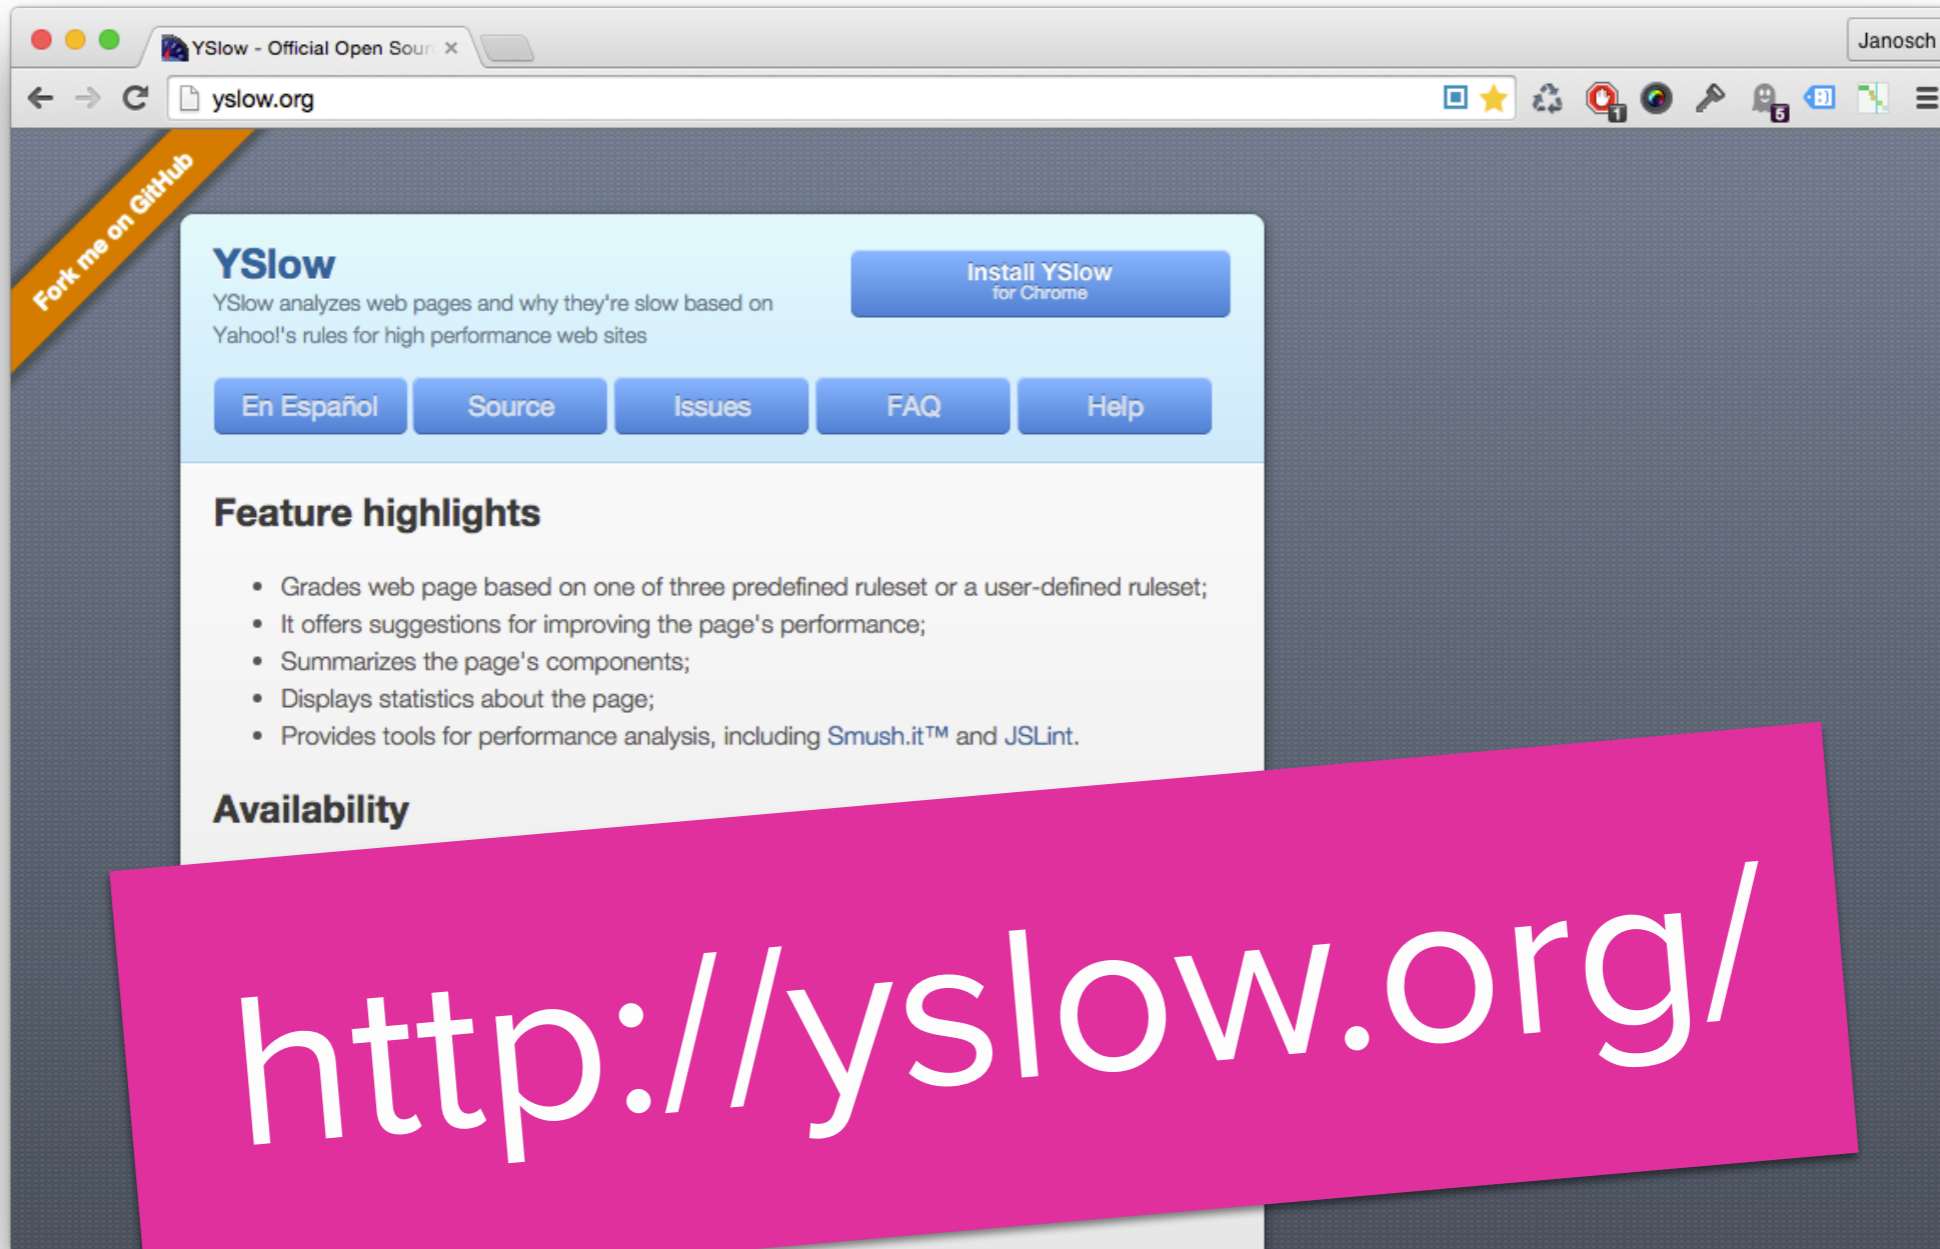 YSlow - Official Open Sour
Janosch
yslow.org
1
5
Fork me on GitHub
YSlow
YSlow analyzes web pages and why they're slow based on
Yahoo!'s rules for high performance web sites
Install YSlow
for Chrome
En Español
Source
Issues
FAQ
Help
Feature highlights
• Grades web page based on one of three predefined ruleset or a user-defined ruleset;
• It offers suggestions for improving the page's performance;
• Summarizes the page's components;
• Displays statistics about the page;
• Provides tools for performance analysis, including Smush.it™ and JSLint.
Availability
http://yslow.org/